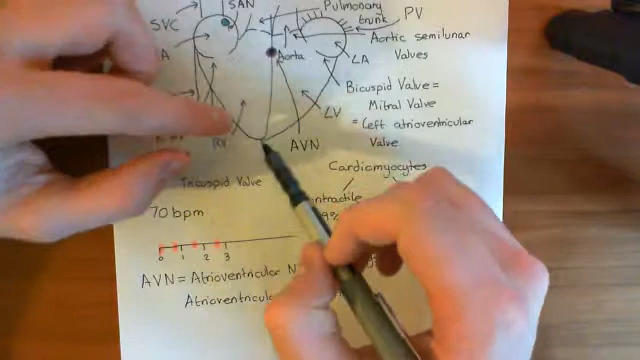 SAN
Pulmonary
trunk
PV
SVC
Aortic semilunar
Valves
Aorta
LA
Bicuspid Valve =
Mitral Valve
= Left atrioventricular
Valve
LV
RV
AVN
Cardiomyocytes
Tricuspid Valve
70 bpm
0 1 2 3
AVN = Atrioventricular N